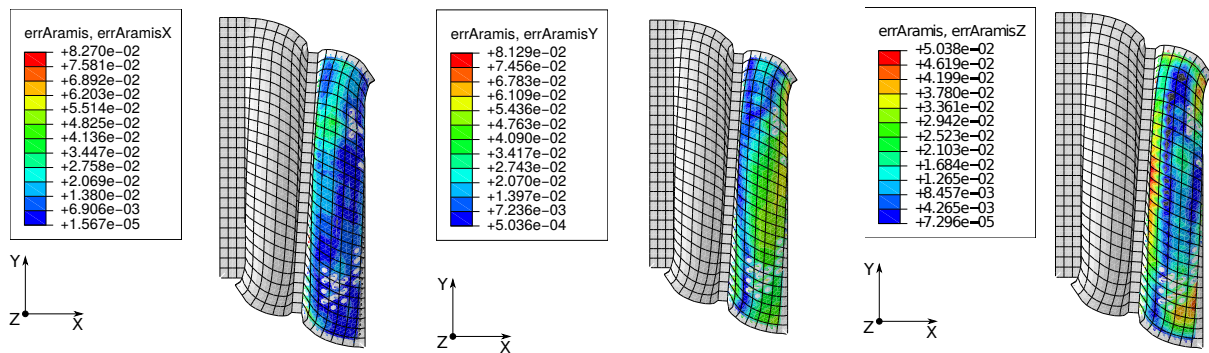 errAramis, errAramisX
+8.270e−02
+7.581e−02
+6.892e−02
+6.203e−02
+5.514e−02
+4.825e−02
+4.136e−02
+3.447e−02
+2.758e−02
+2.069e−02
+1.380e−02
+6.906e−03
+1.567e−05
Y
Z
X
errAramis, errAramisY
+8.129e−02
+7.456e−02
+6.783e−02
+6.109e−02
+5.436e−02
+4.763e−02
+4.090e−02
+3.417e−02
+2.743e−02
+2.070e−02
+1.397e−02
+7.236e−03
+5.036e−04
Y
Z
X
errAramis, errAramisZ
+5.038e−02
+4.619e−02
+4.199e−02
+3.780e−02
+3.361e−02
+2.942e−02
+2.523e−02
+2.103e−02
+1.684e−02
+1.265e−02
+8.457e−03
+4.265e−03
+7.296e−05
Y
Z
X